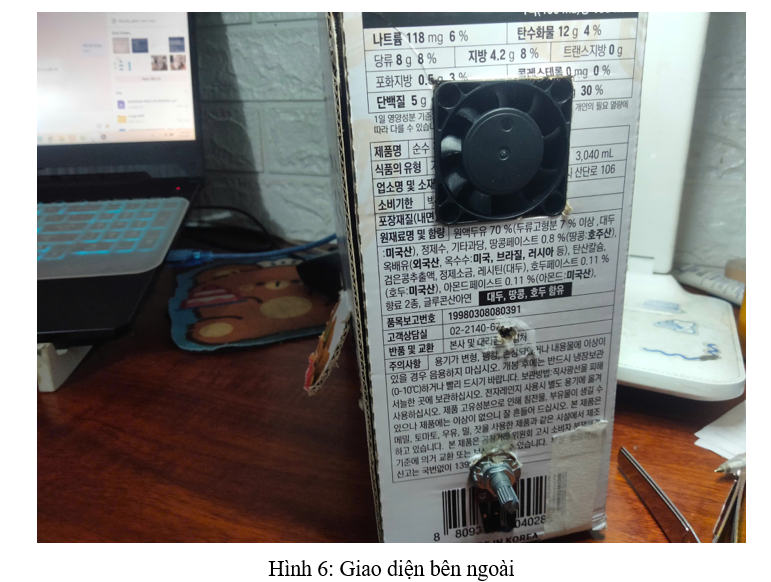 나트륨 118 mg 6 % 탄수화물 12 g 4 %
당류 8 g 8 % 지방 4.2 g 8 % 트랜스지방 0 g
포화지방 0.5 g 3 % 콜레스테롤 0 mg 0 %
단백질 5 g 30 %
1일 영양성분 기준 개인의 필요 열량에
따라 다를 수
제품명 순수 3,040 mL
식품의 유형
업소명 및 소재 산단로 106
소비기한
포장재질(내면
원재료명 및 함량 원액두유 70 %(두류고형분 7 % 이상, 대두
:미국산), 정제수, 기타과당, 땅콩페이스트 0.8 %(땅콩:호주산),
옥배유(외국산, 옥수수:미국, 브라질, 러시아 등), 탄산칼슘,
검은콩추출액, 정제소금, 레시틴(대두), 호두페이스트 0.11 %
(호두:미국산), 아몬드페이스트 0.11 %(아몬드:미국산),
향료 2종, 글루콘산아연 대두, 땅콩, 호두 함유
품목보고번호 19980308080391
고객상담실 02-2140-6
반품 및 교환 본사 및
주의사항 용기가 변형, 팽창, 손상되었거나 내용물에 이상이
있을 경우 음용하지 마십시오. 개봉 후에는 반드시 냉장보관
(0-10℃)하거나 빨리 드시기 바랍니다. 보관방법:직사광선을 피해
서늘한 곳에 보관하십시오. 전자레인지 사용시 별도 용기에 옮겨
사용하십시오. 제품 고유성분으로 인해 침전물, 부유물이 생길 수
있으나 제품에는 이상이 없으니 잘 흔들어 드십시오. 본 제품은
메밀, 토마토, 우유, 밀, 잣을 사용한 제품과 같은 시설에서 제조
하고 있습니다. 본 제품은 공정거래위원회 고시 소비자
기준에 의거 교환 또는
신고는 국번없이 139
8 8093 04028
IN KOREA
Hình 6: Giao diện bên ngoài